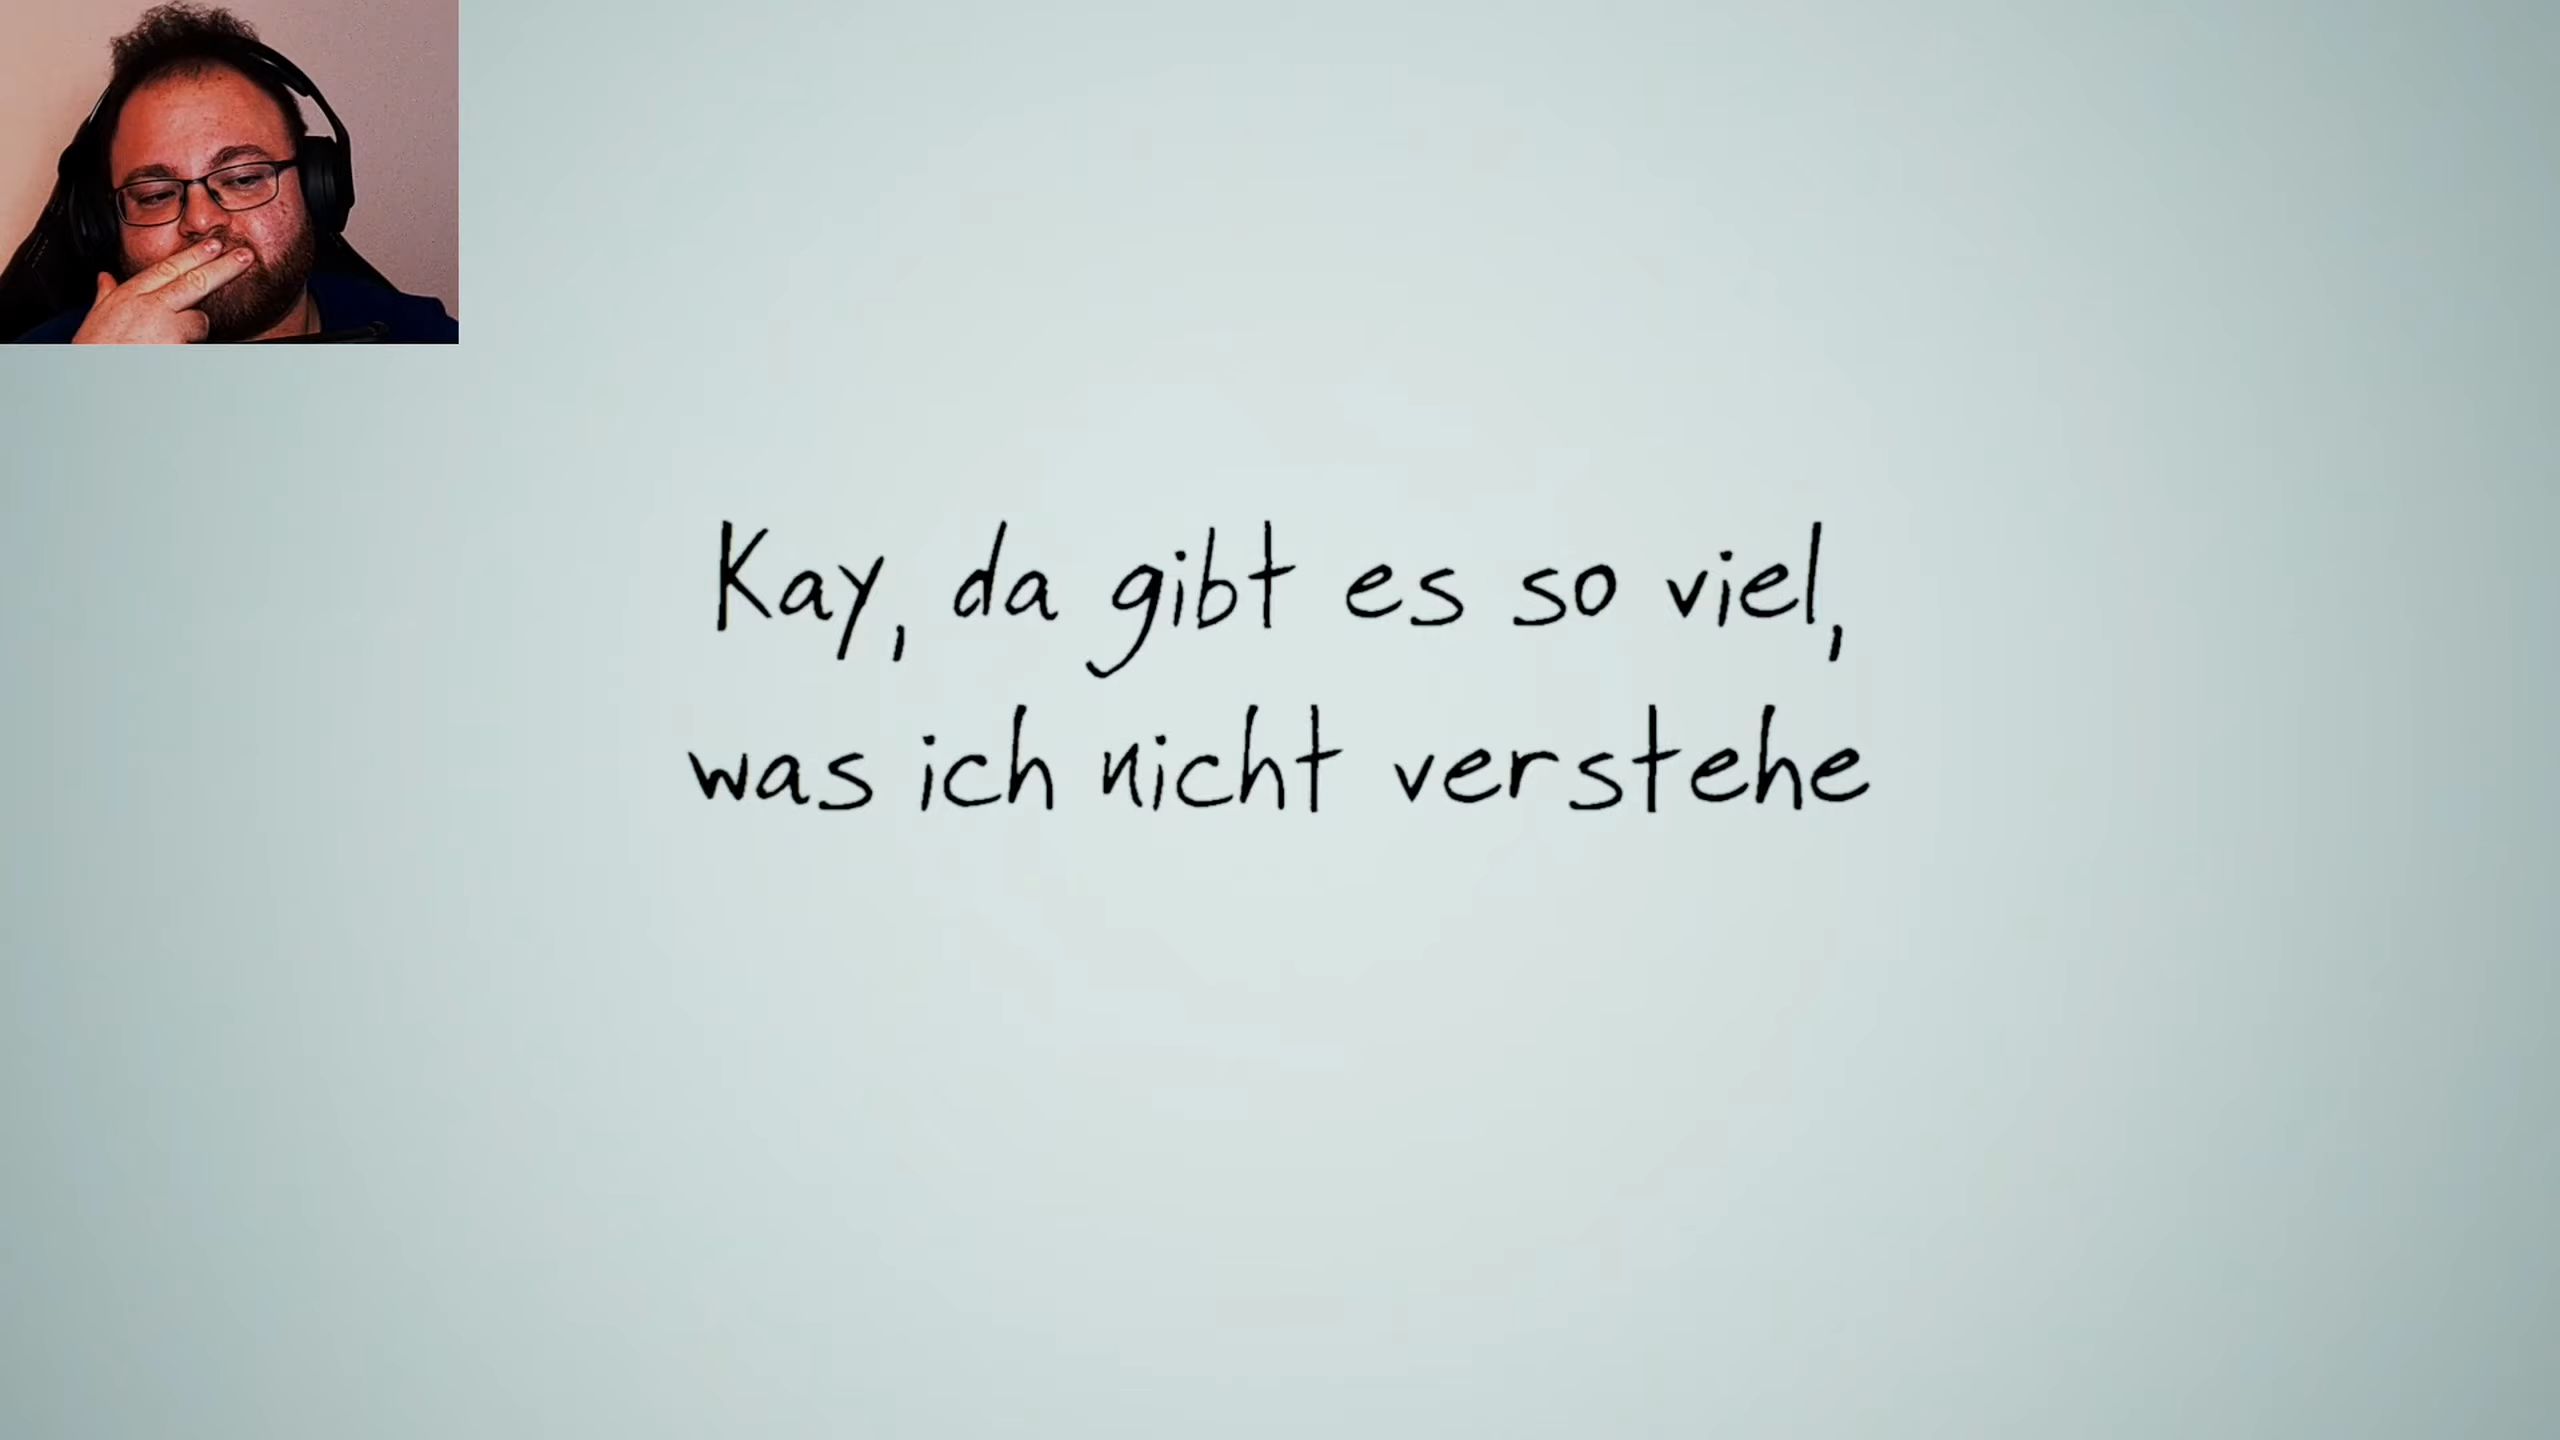 Kay, da gibt es so viel,
was ich nicht verstehe